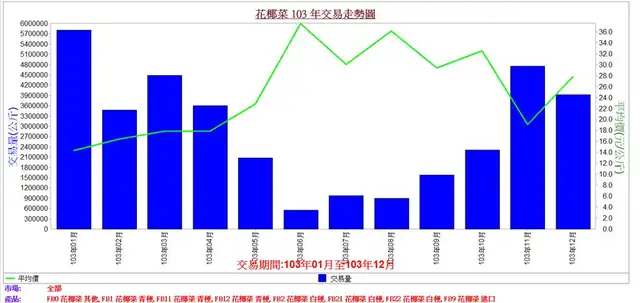 花椰菜 103 年交易走勢圖
交易量(公斤)
6000000
5700000
5400000
5100000
4800000
4500000
4200000
3900000
3600000
3300000
3000000
2700000
2400000
2100000
1800000
1500000
1200000
900000
600000
300000
0
平均價(元/公斤)
36.0
34.0
32.0
30.0
28.0
26.0
24.0
22.0
20.0
18.0
16.0
14.0
12.0
10.0
8.0
6.0
4.0
2.0
0.0
103年01月
103年02月
103年03月
103年04月
103年05月
103年06月
103年07月
103年08月
103年09月
103年10月
103年11月
103年12月
交易期間:103年01月至103年12月
平均價
交易量
市場: 全部
產品: FB0 花椰菜 其他, FB1 花椰菜 青梗, FB11 花椰菜 青梗, FB12 花椰菜 青梗, FB2 花椰菜 白梗, FB21 花椰菜 白梗, FB22 花椰菜 白梗, FB9 花椰菜 進口